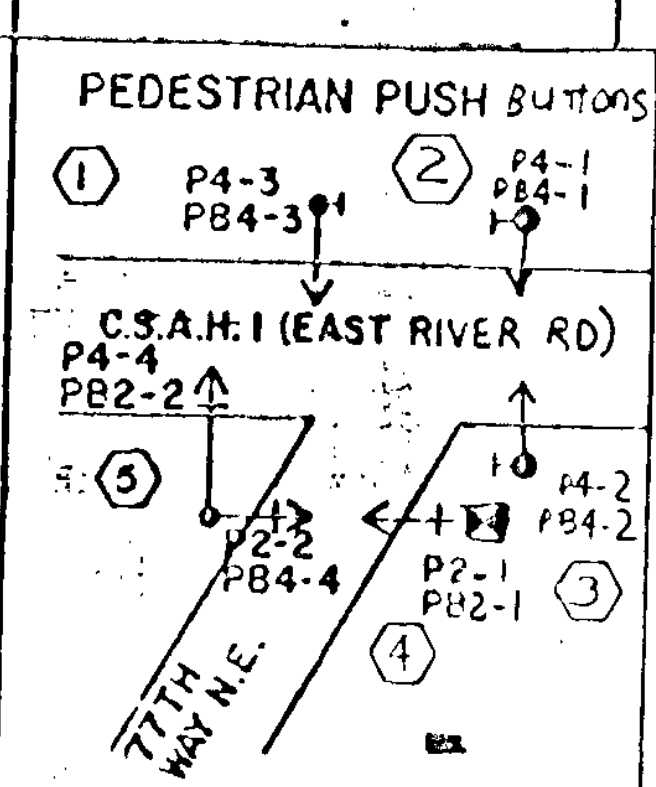 PEDESTRIAN PUSH Buttons
1
P4-3
PB4-3
2
P4-1
PB4-1
C.S.A.H. 1 (EAST RIVER RD)
P4-4
PB2-2
5
P2-2
PB4-4
P4-2
PB4-2
P2-1
PB2-1
3
4
77TH
WAY N.E.